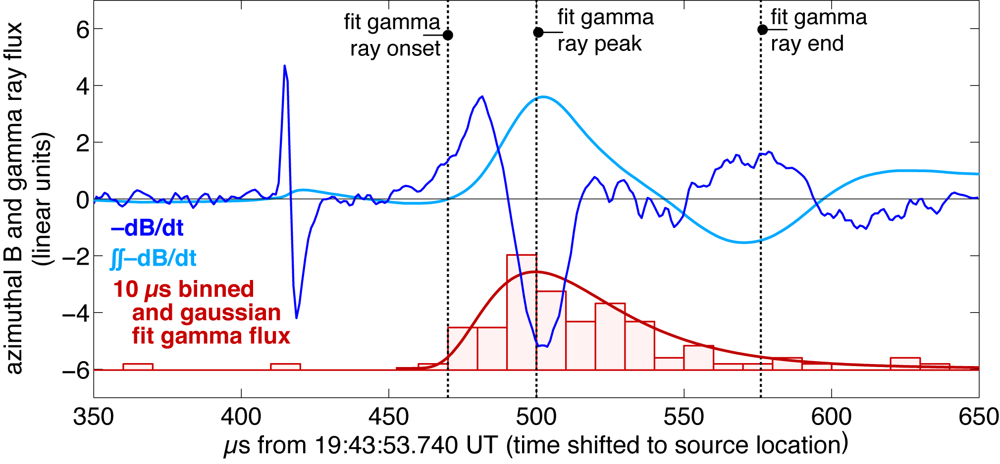 azimuthal B and gamma ray flux
(linear units)
6
4
2
0
−2
−4
−6
fit gamma
ray onset
fit gamma
ray peak
fit gamma
ray end
–dB/dt
∫∫–dB/dt
10 µs binned
and gaussian
fit gamma flux
350 400 450 500 550 600 650
µs from 19:43:53.740 UT (time shifted to source location)